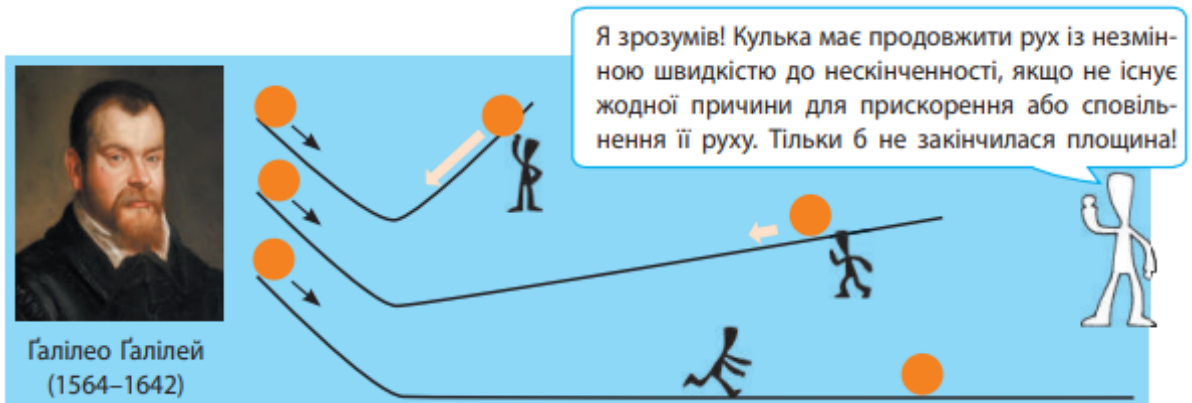 Я зрозумів! Кулька має продовжити рух із незмін-
ною швидкістю до нескінченності, якщо не існує
жодної причини для прискорення або сповіль-
нення її руху. Тільки б не закінчилася площина!
Ґалілео Ґалілей
(1564–1642)